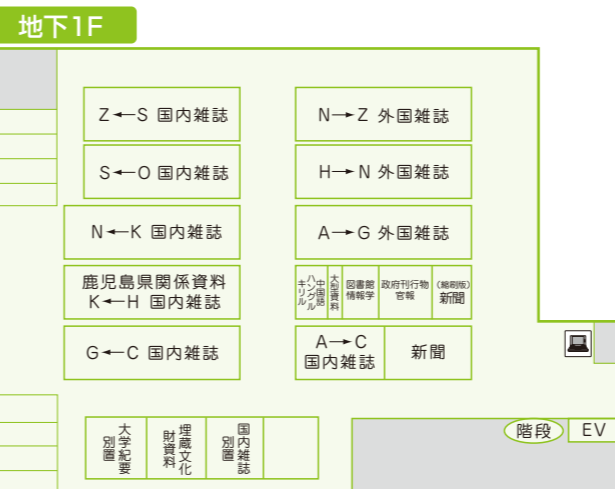 地下1F
Z←S 国内雑誌
N→Z 外国雑誌
S←O 国内雑誌
H→N 外国雑誌
N←K 国内雑誌
A→G 外国雑誌
鹿児島県関係資料
K←H 国内雑誌
中国語
ハングル
キリル
大型資料
図書館
情報学
政府刊行物
官報
(縮刷版)
新聞
G←C 国内雑誌
A→C
国内雑誌
新聞
大学紀要
別置
埋蔵文化
財資料
国内雑誌
別置
階段
EV